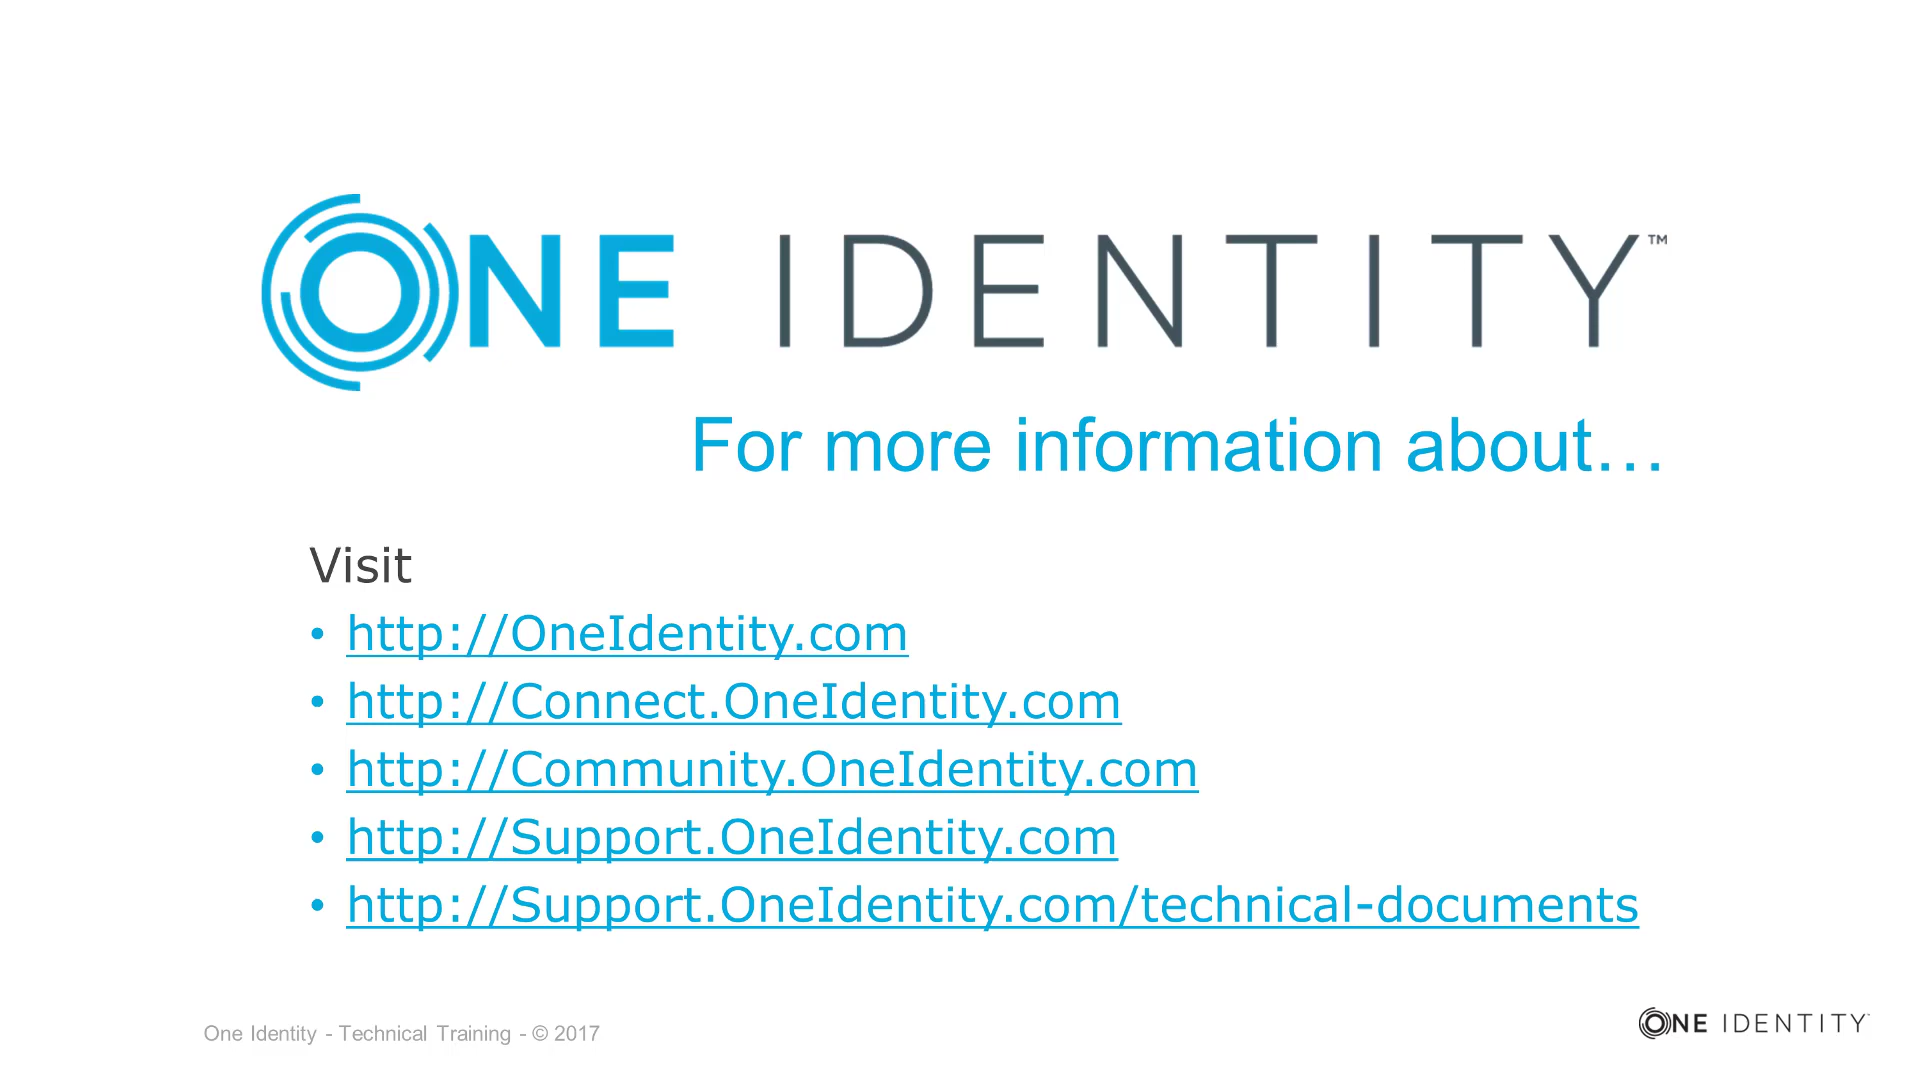 ONE IDENTITY™
For more information about…
Visit
• http://OneIdentity.com
• http://Connect.OneIdentity.com
• http://Community.OneIdentity.com
• http://Support.OneIdentity.com
• http://Support.OneIdentity.com/technical-documents
One Identity - Technical Training - © 2017
ONE IDENTITY